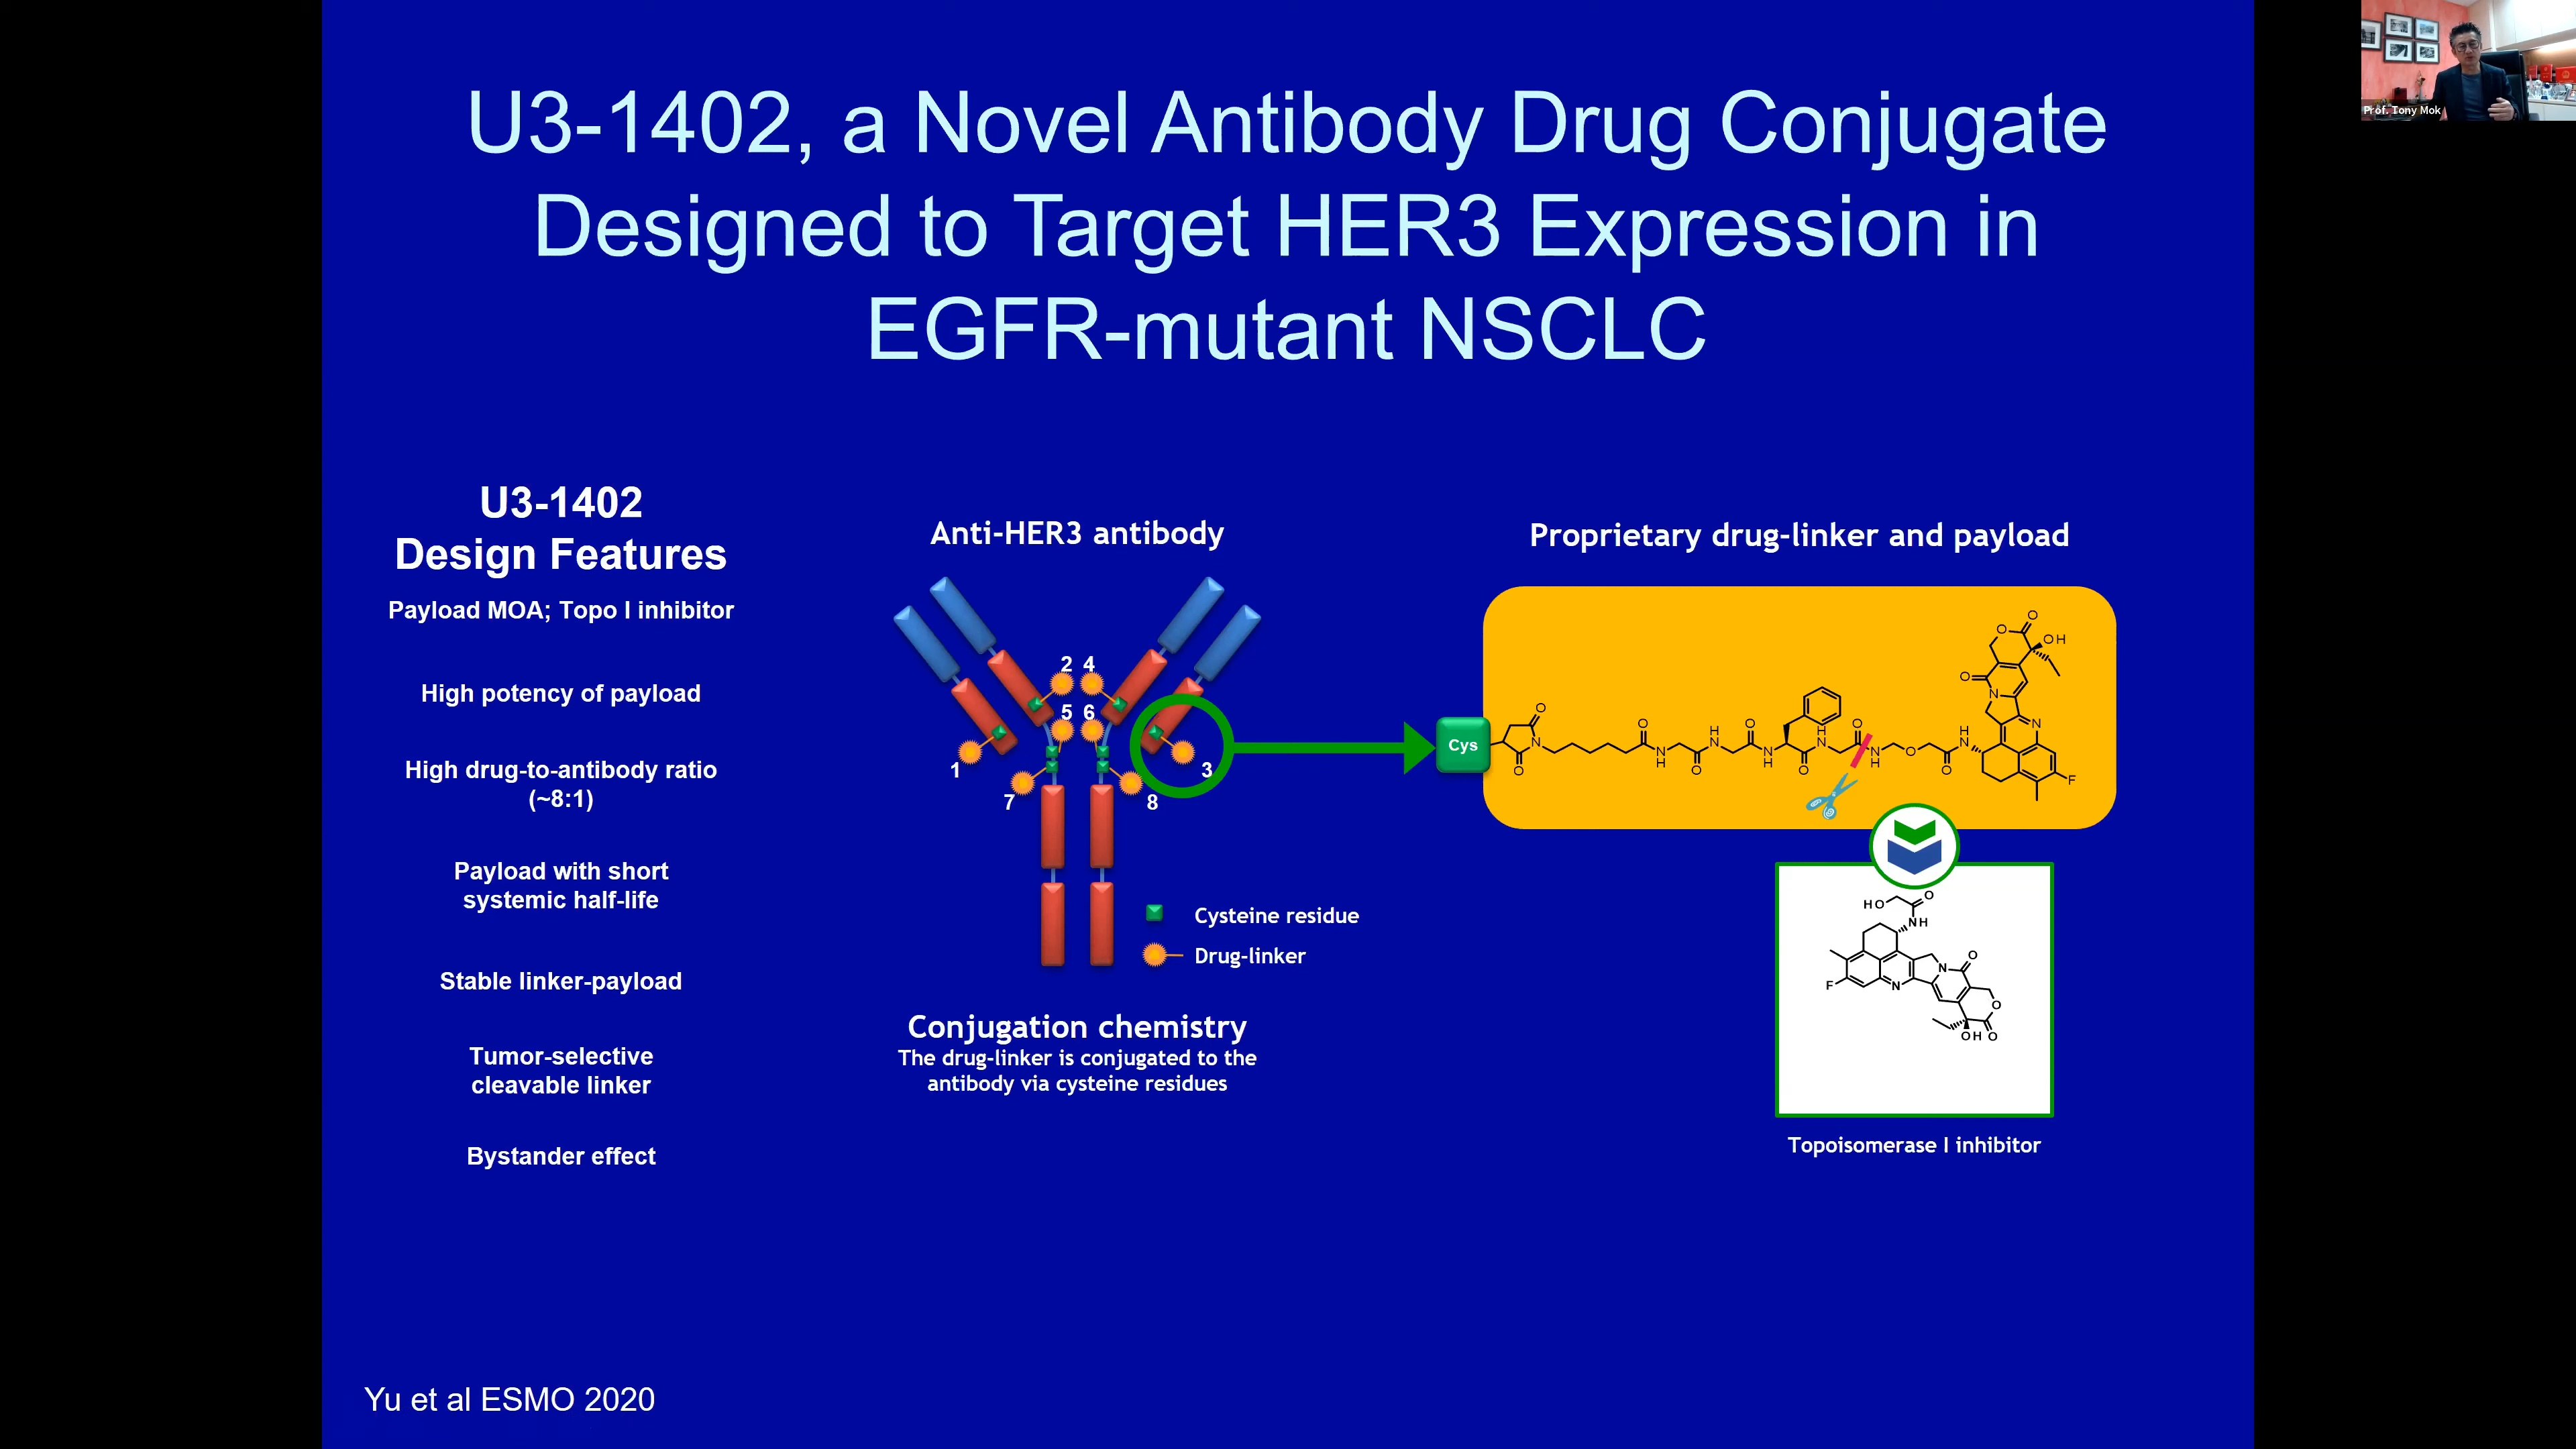 U3-1402, a Novel Antibody Drug Conjugate
Designed to Target HER3 Expression in
EGFR-mutant NSCLC
Prof. Tony Mok
U3-1402
Design Features
Payload MOA; Topo I inhibitor
High potency of payload
High drug-to-antibody ratio
(~8:1)
Payload with short
systemic half-life
Stable linker-payload
Tumor-selective
cleavable linker
Bystander effect
Anti-HER3 antibody
2 4
5 6
1
3
7
8
Cysteine residue
Drug-linker
Conjugation chemistry
The drug-linker is conjugated to the
antibody via cysteine residues
Proprietary drug-linker and payload
Cys
O
O
N
O
N
H
O
H
N
O
N
H
O
H
N
O
N
H
O
O
H
N
O
N
O
O
OH
N
F
HO
O
NH
N
O
F
N
O
OH
O
Topoisomerase I inhibitor
Yu et al ESMO 2020